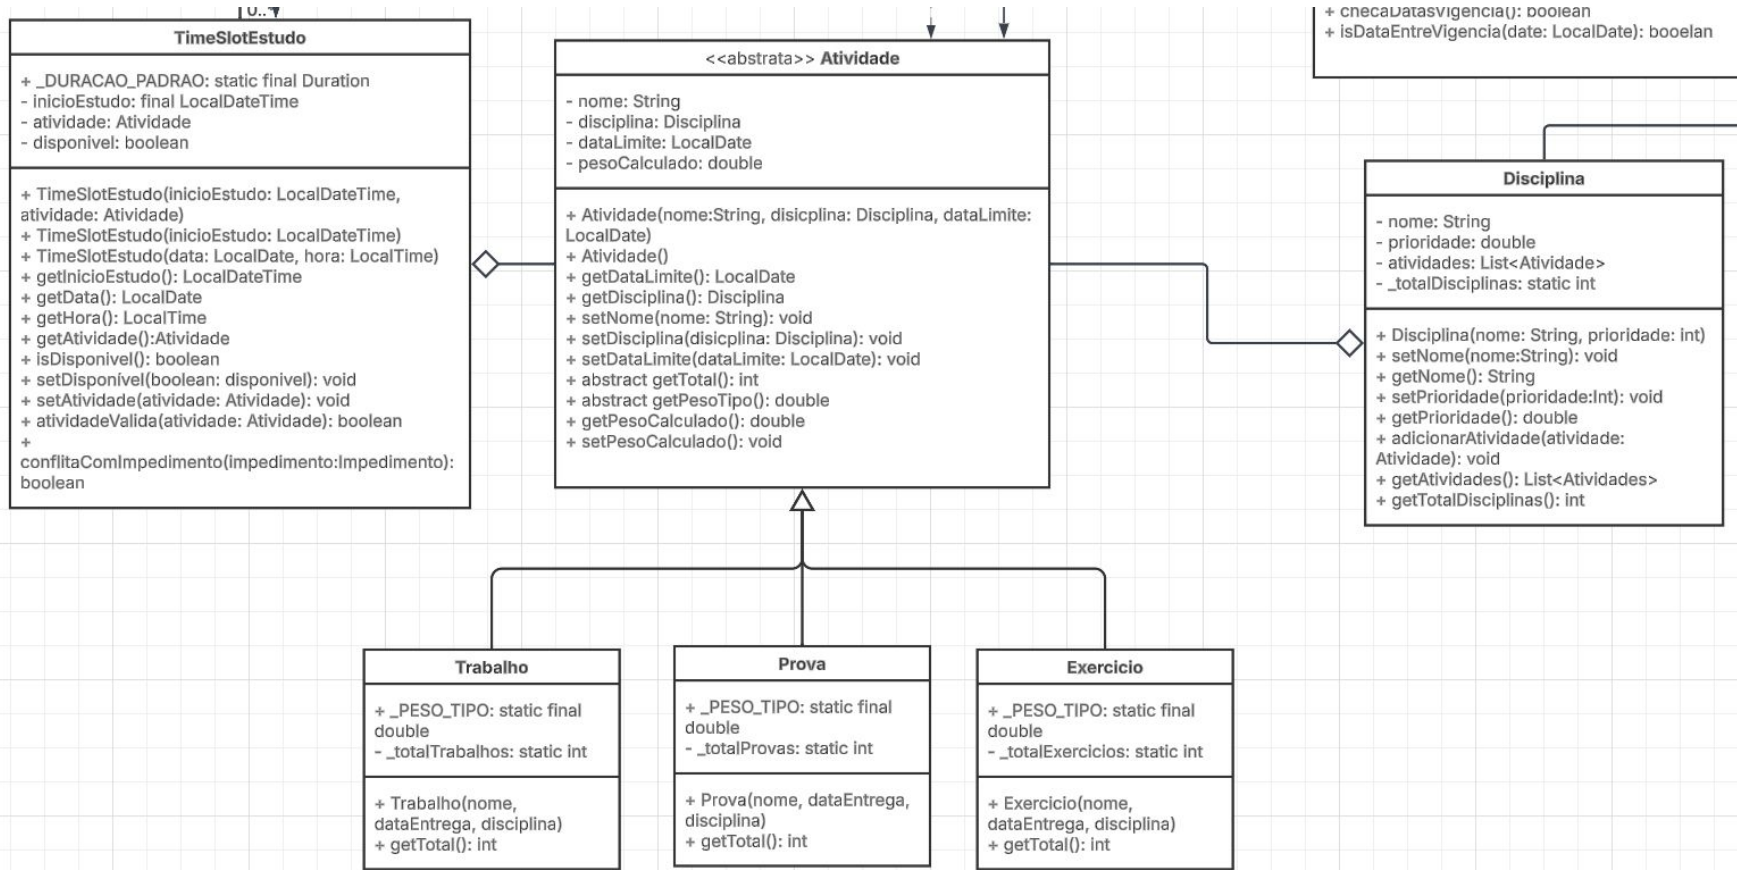 0..*
TimeSlotEstudo
+ _DURACAO_PADRAO: static final Duration
- inicioEstudo: final LocalDateTime
- atividade: Atividade
- disponivel: boolean
+ TimeSlotEstudo(inicioEstudo: LocalDateTime,
atividade: Atividade)
+ TimeSlotEstudo(inicioEstudo: LocalDateTime)
+ TimeSlotEstudo(data: LocalDate, hora: LocalTime)
+ getInicioEstudo(): LocalDateTime
+ getData(): LocalDate
+ getHora(): LocalTime
+ getAtividade():Atividade
+ isDisponivel(): boolean
+ setDisponível(boolean: disponivel): void
+ setAtividade(atividade: Atividade): void
+ atividadeValida(atividade: Atividade): boolean
+
conflitaComImpedimento(impedimento:Impedimento):
boolean
<<abstrata>> Atividade
- nome: String
- disciplina: Disciplina
- dataLimite: LocalDate
- pesoCalculado: double
+ Atividade(nome:String, disicplina: Disciplina, dataLimite:
LocalDate)
+ Atividade()
+ getDataLimite(): LocalDate
+ getDisciplina(): Disciplina
+ setNome(nome: String): void
+ setDisciplina(disicplina: Disciplina): void
+ setDataLimite(dataLimite: LocalDate): void
+ abstract getTotal(): int
+ abstract getPesoTipo(): double
+ getPesoCalculado(): double
+ setPesoCalculado(): void
+ checaDatasVigencia(): boolean
+ isDataEntreVigencia(date: LocalDate): booelan
Disciplina
- nome: String
- prioridade: double
- atividades: List<Atividade>
- _totalDisciplinas: static int
+ Disciplina(nome: String, prioridade: int)
+ setNome(nome:String): void
+ getNome(): String
+ setPrioridade(prioridade:Int): void
+ getPrioridade(): double
+ adicionarAtividade(atividade:
Atividade): void
+ getAtividades(): List<Atividades>
+ getTotalDisciplinas(): int
Trabalho
+ _PESO_TIPO: static final
double
- _totalTrabalhos: static int
+ Trabalho(nome,
dataEntrega, disciplina)
+ getTotal(): int
Prova
+ _PESO_TIPO: static final
double
- _totalProvas: static int
+ Prova(nome, dataEntrega,
disciplina)
+ getTotal(): int
Exercicio
+ _PESO_TIPO: static final
double
- _totalExercicios: static int
+ Exercicio(nome,
dataEntrega, disciplina)
+ getTotal(): int